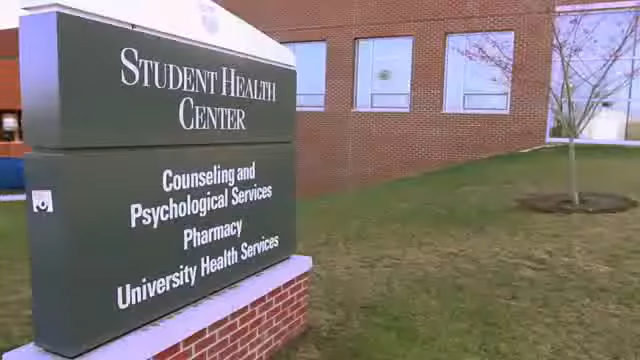 STUDENT HEALTH
CENTER
Counseling and
Psychological Services
Pharmacy
University Health Services